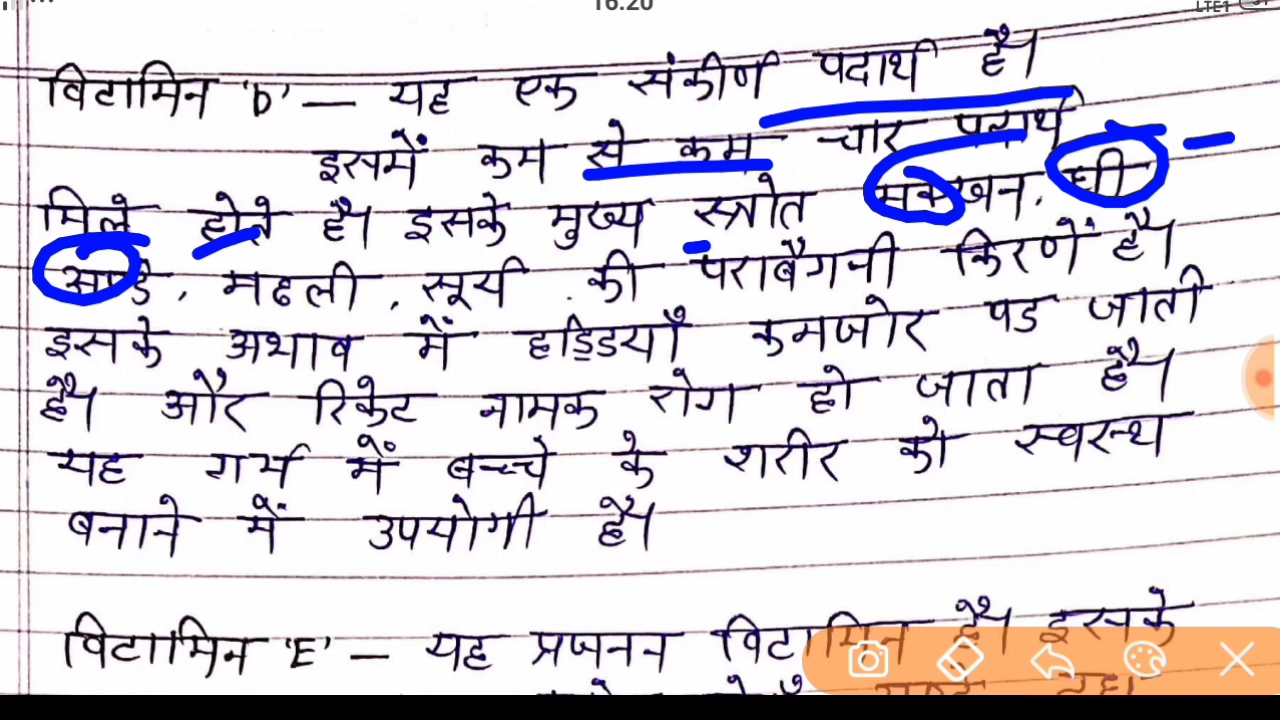 16.20
LTE1
विटामिन 'D' — यह एक संकीर्ण पदार्थ है।
इसमें कम से कम चार पदार्थ
मिले होते है। इसके मुख्य स्त्रोत मक्खन, घी
अण्डे, मछली, सूर्य की पराबैगनी किरणें है।
इसके अभाव में हड्डियाँ कमजोर पड जाती
है। और रिकेट नामक रोग हो जाता है।
यह गर्भ में बच्चे के शरीर को स्वस्थ
बनाने में उपयोगी है।
विटामिन 'E' — यह प्रजनन विटामिन है। इसके